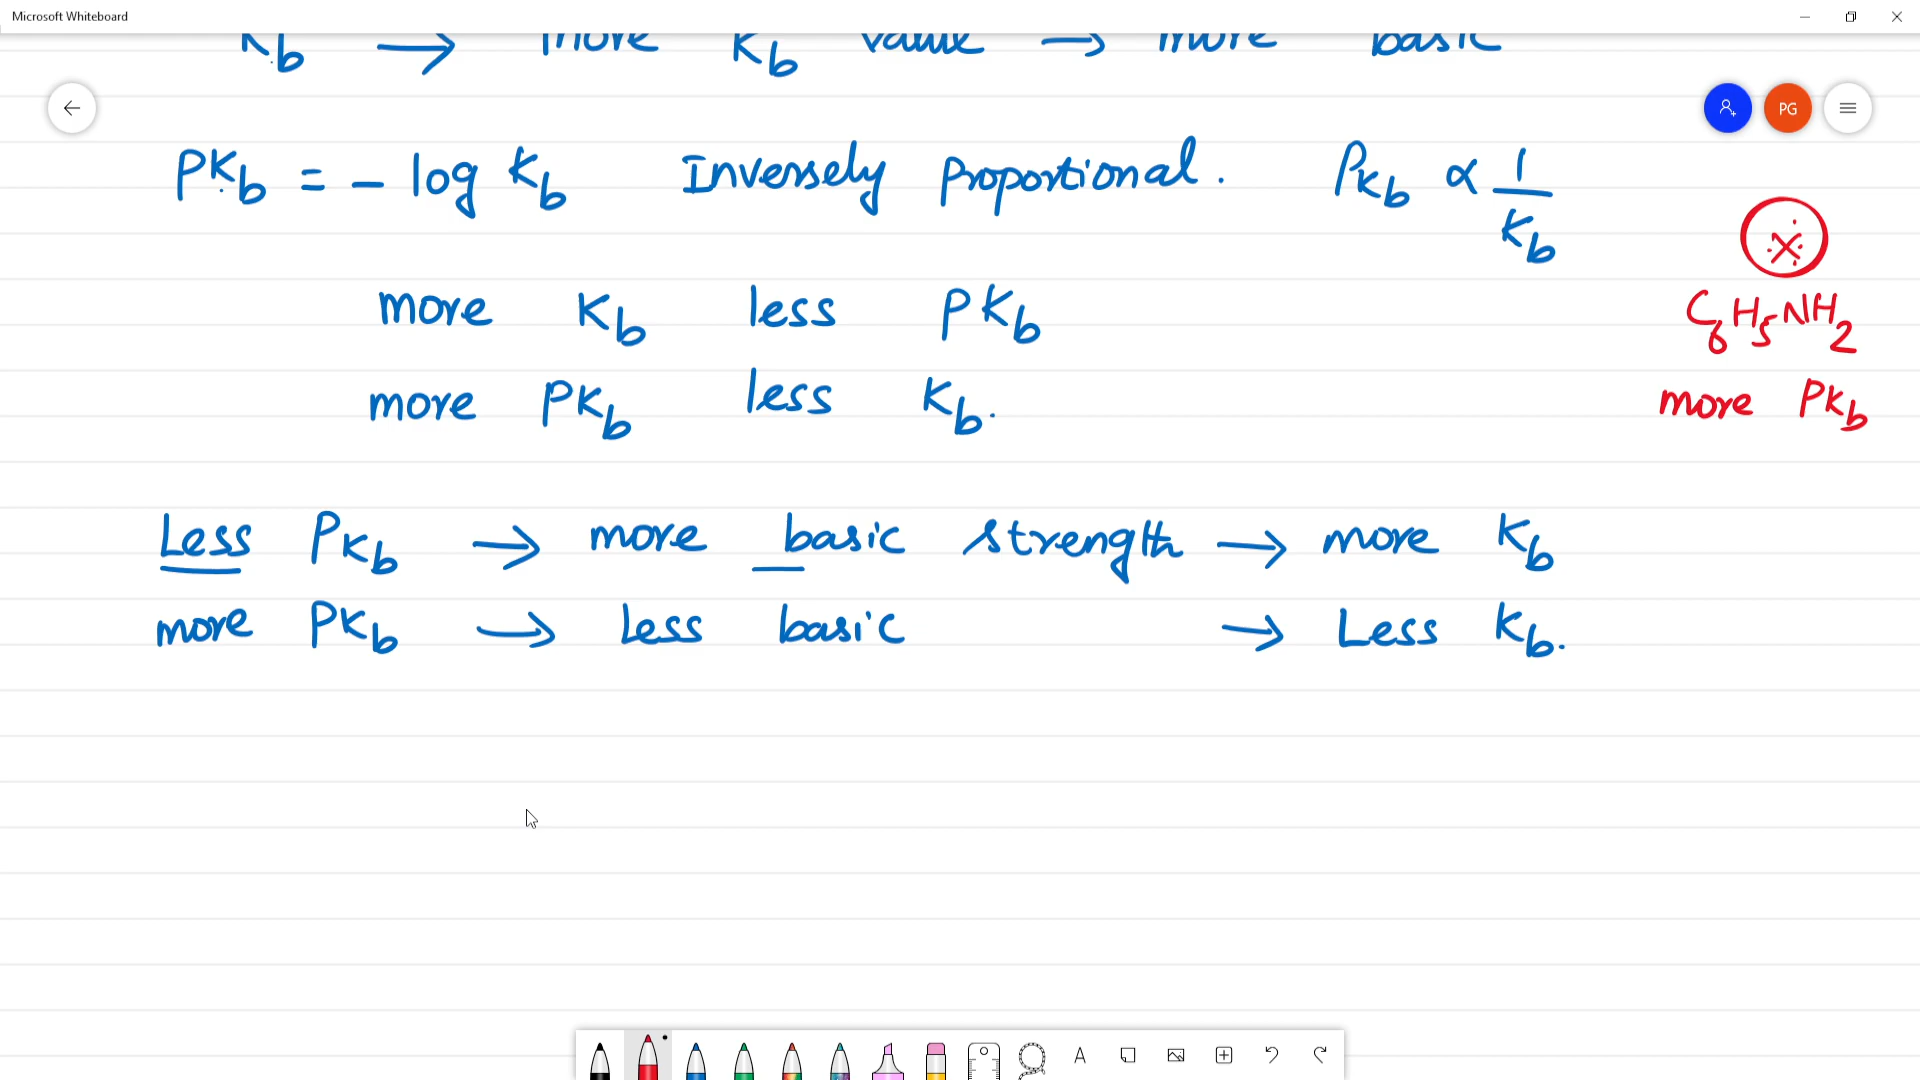 Microsoft Whiteboard
Kb → more Kb value → more basic
PKb = - log Kb Inversely Proportional. PKb ∝ 1/Kb
PG
X
more Kb less PKb
C6H5NH2
more PKb less Kb.
more PKb
Less PKb → more basic strength → more Kb
more PKb → Less basic → Less Kb.
A